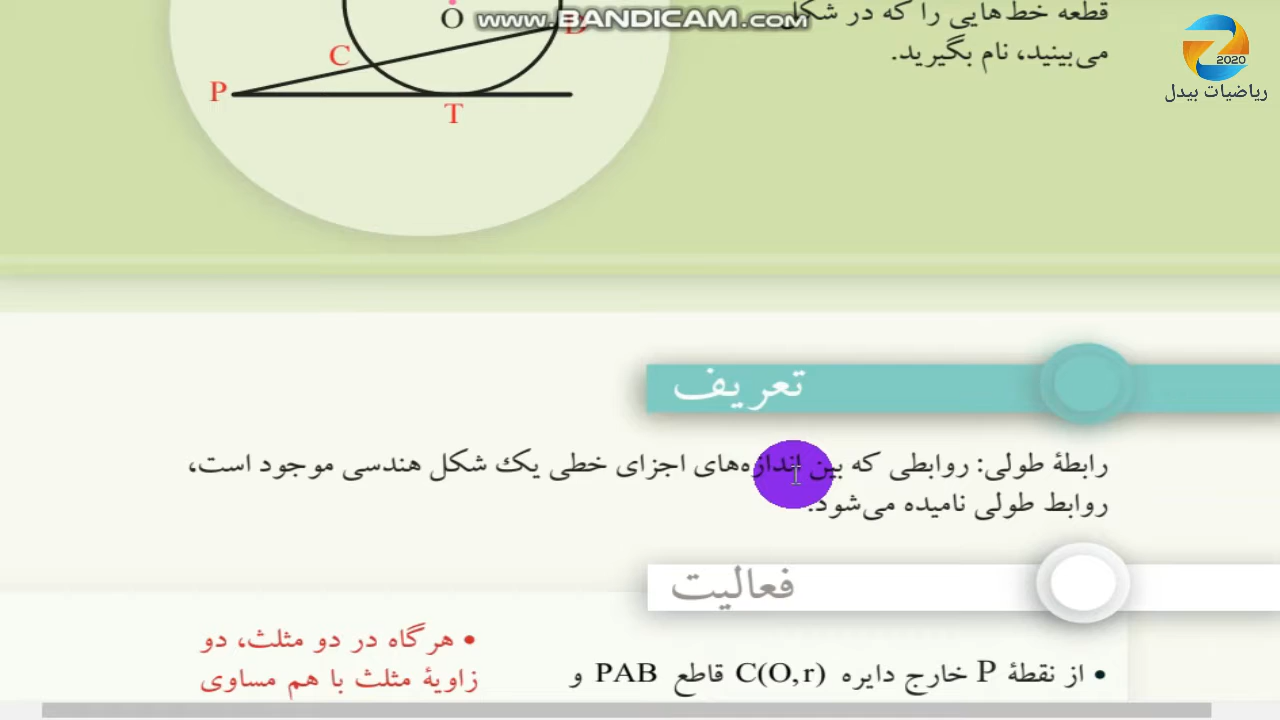 قطعه خط‌هایی را که در شکل
می‌بینید، نام بگیرید.
www.BANDICAM.com
2020
ریاضیات بیدل
O
C
P
T
تعریف
رابطهٔ طولی: روابطی که بین اندازه‌های اجزای خطی یک شکل هندسی موجود است،
روابط طولی نامیده می‌شود.
فعالیت
• از نقطهٔ P خارج دایره C(O,r) قاطع PAB و
• هرگاه در دو مثلث، دو
زاویهٔ مثلث با هم مساوی